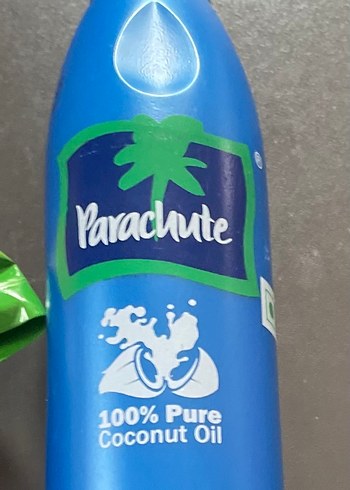 Parachute
®
100% Pure
Coconut Oil